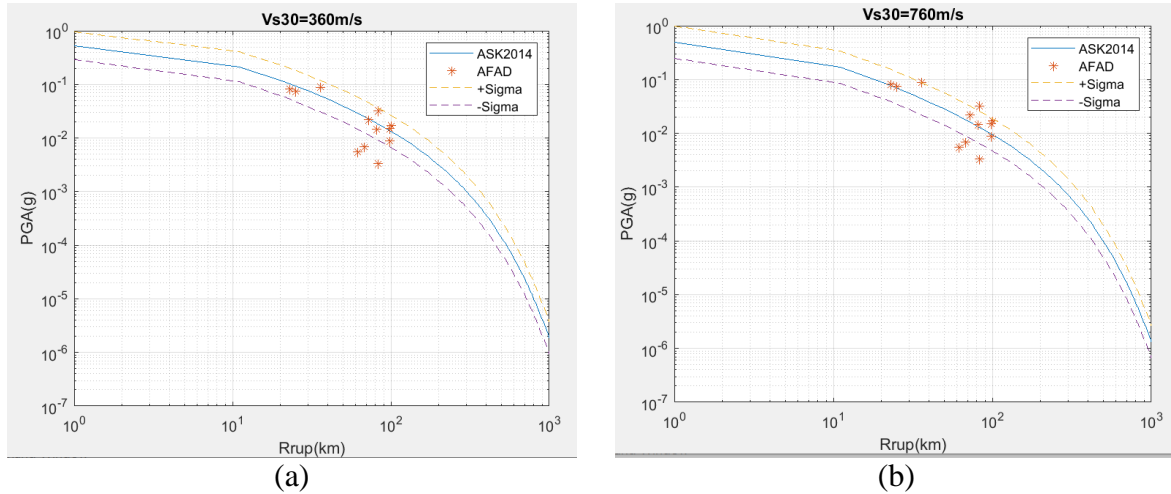 Vs30=360m/s
10^0
10^-1
10^-2
10^-3
10^-4
10^-5
10^-6
10^-7
PGA(g)
ASK2014
AFAD
+Sigma
-Sigma
10^0
10^1
10^2
10^3
Rrup(km)
(a)
Vs30=760m/s
10^0
10^-1
10^-2
10^-3
10^-4
10^-5
10^-6
10^-7
PGA(g)
ASK2014
AFAD
+Sigma
-Sigma
10^0
10^1
10^2
10^3
Rrup(km)
(b)